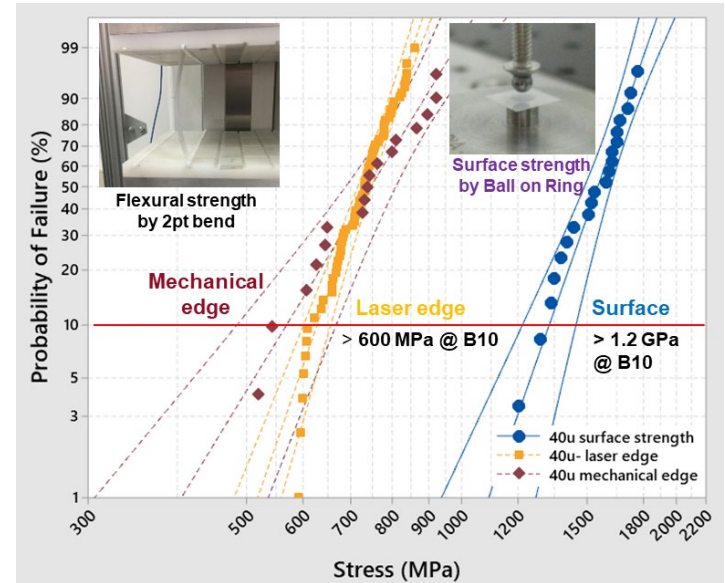 99
90
80
70
60
50
40
30
20
10
5
3
1
Probability of Failure (%)
Flexural strength
by 2pt bend
Surface strength
by Ball on Ring
Mechanical
edge
Laser edge
> 600 MPa @ B10
Surface
> 1.2 GPa
@ B10
40u surface strength
40u- laser edge
40u mechanical edge
300
500
600
700
800
900
1000
1200
1500
1800
2000
2200
Stress (MPa)